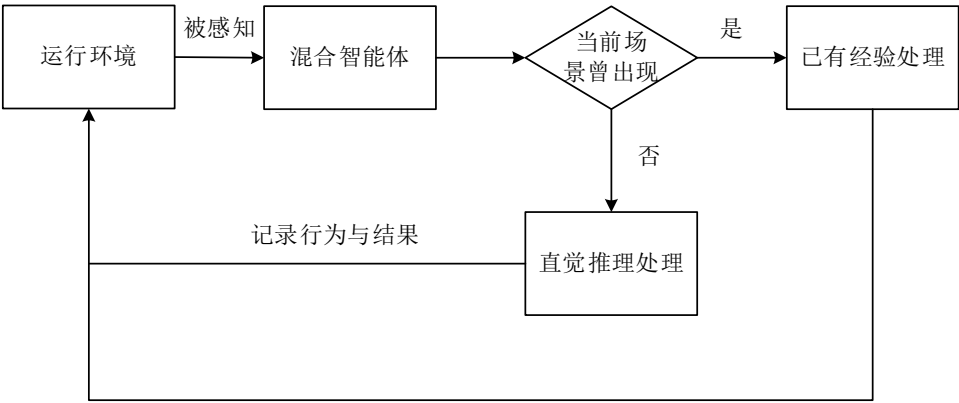 运行环境
被感知
混合智能体
当前场
景曾出现
是
已有经验处理
否
记录行为与结果
直觉推理处理